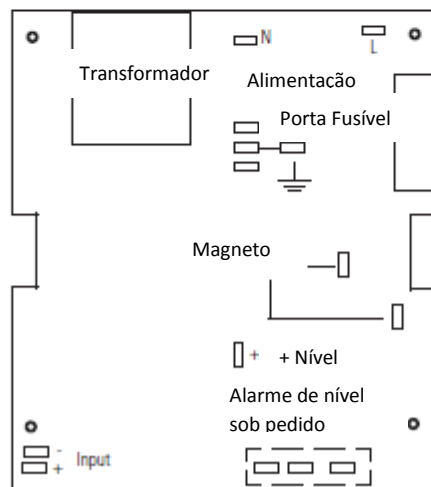 N
L
Transformador
Alimentação
Porta Fusível
Magneto
+ + Nível
Alarme de nível
sob pedido
-
+ Input